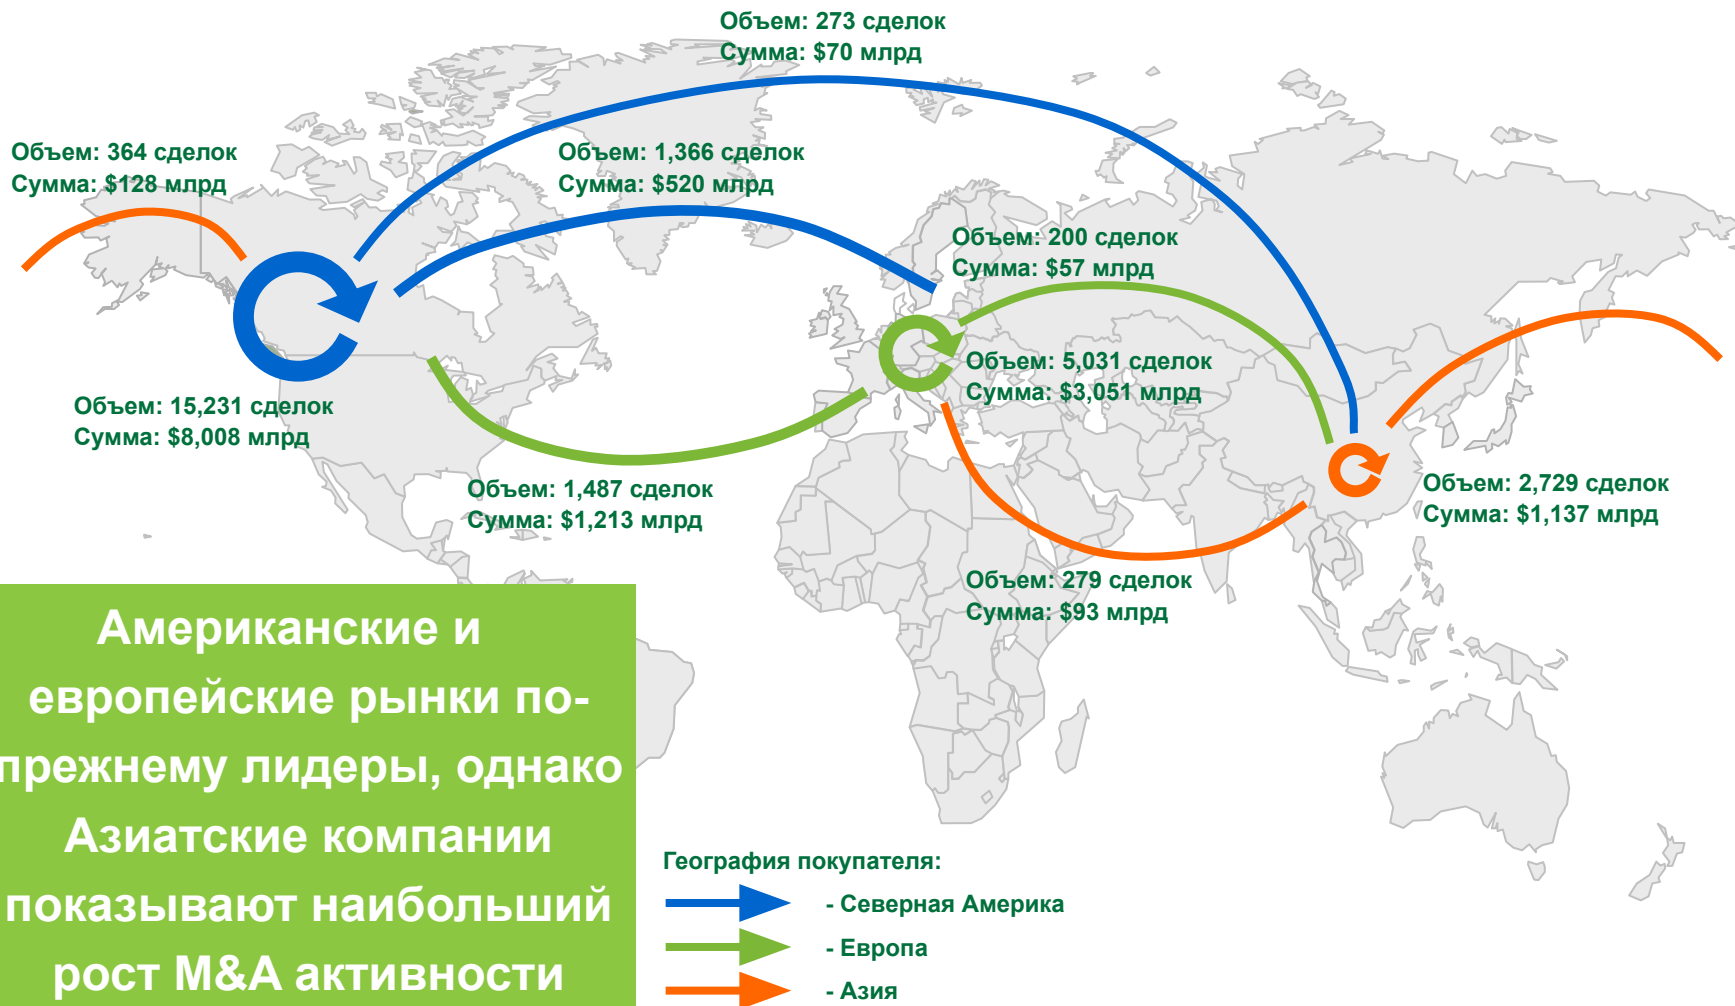 Объем: 273 сделок
Сумма: $70 млрд
Объем: 364 сделок
Сумма: $128 млрд
Объем: 1,366 сделок
Сумма: $520 млрд
Объем: 200 сделок
Сумма: $57 млрд
Объем: 5,031 сделок
Сумма: $3,051 млрд
Объем: 15,231 сделок
Сумма: $8,008 млрд
Объем: 1,487 сделок
Сумма: $1,213 млрд
Объем: 2,729 сделок
Сумма: $1,137 млрд
Объем: 279 сделок
Сумма: $93 млрд
Американские и
европейские рынки по-
прежнему лидеры, однако
Азиатские компании
показывают наибольший
рост M&A активности
География покупателя:
- Северная Америка
- Европа
- Азия